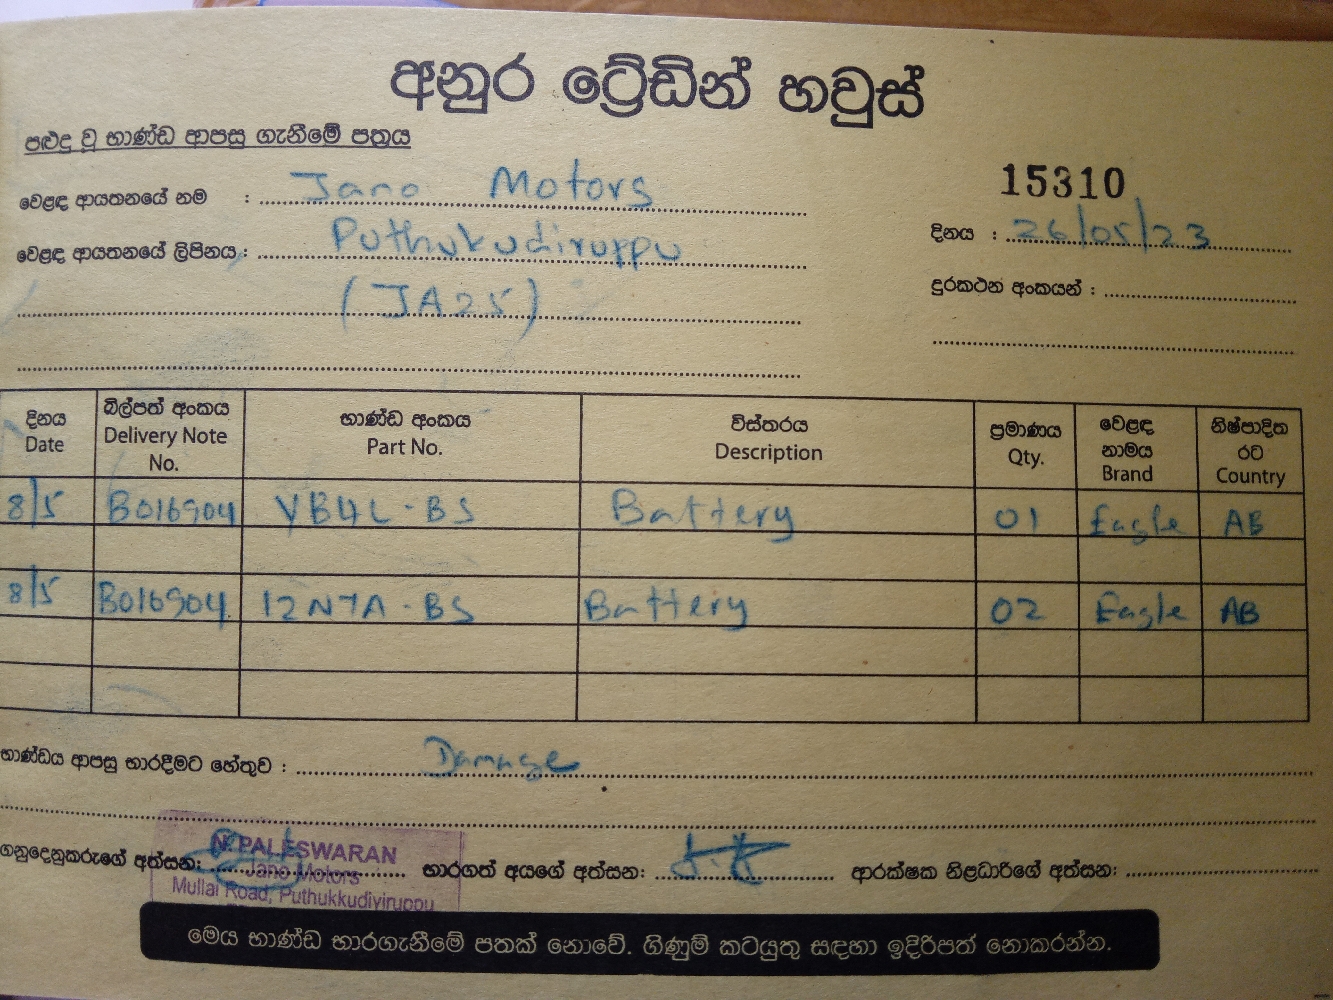 අනුර ට්‍රේඩින් හවුස්
පළුදු වූ භාණ්ඩ ආපසු ගැනීමේ පත්‍රය
15310
වෙළඳ ආයතනයේ නම : Jano Motors
දිනය : 26/05/23
වෙළඳ ආයතනයේ ලිපිනය : Puthukudiruppu
(JA25)
දුරකථන අංකයන් :
දිනය Date බිල්පත් අංකය Delivery Note No. භාණ්ඩ අංකය Part No. විස්තරය Description ප්‍රමාණය Qty. වෙළඳ නාමය Brand නිෂ්පාදිත රට Country
8/5 B016904 YB4L-BS Battery 01 Eagle AB
8/5 B016904 12N7A-BS Battery 02 Eagle AB
භාණ්ඩය ආපසු භාරදීමට හේතුව : Damage
ගනුදෙනුකරුගේ අත්සන: භාරගත් අයගේ අත්සන: ආරක්ෂක නිළධාරිගේ අත්සන:
N. PALESWARAN
Jano Motors
Mullai Road, Puthukkudiyiruppu
මෙය භාණ්ඩ භාරගැනීමේ පතක් නොවේ. ගිණුම් කටයුතු සඳහා ඉදිරිපත් නොකරන්න.